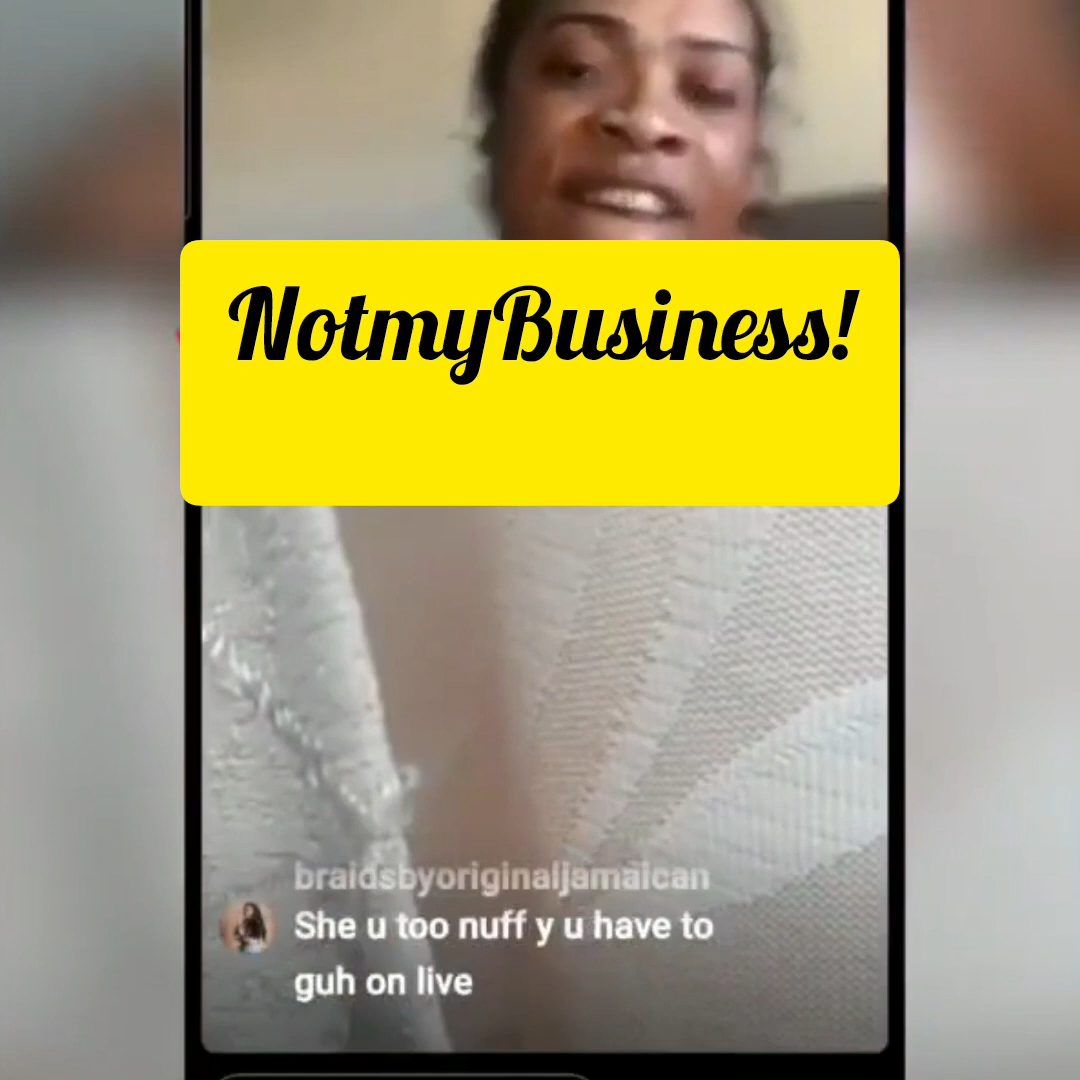 NotmyBusiness!
braidsbyoriginaljamaican
She u too nuff y u have to
guh on live